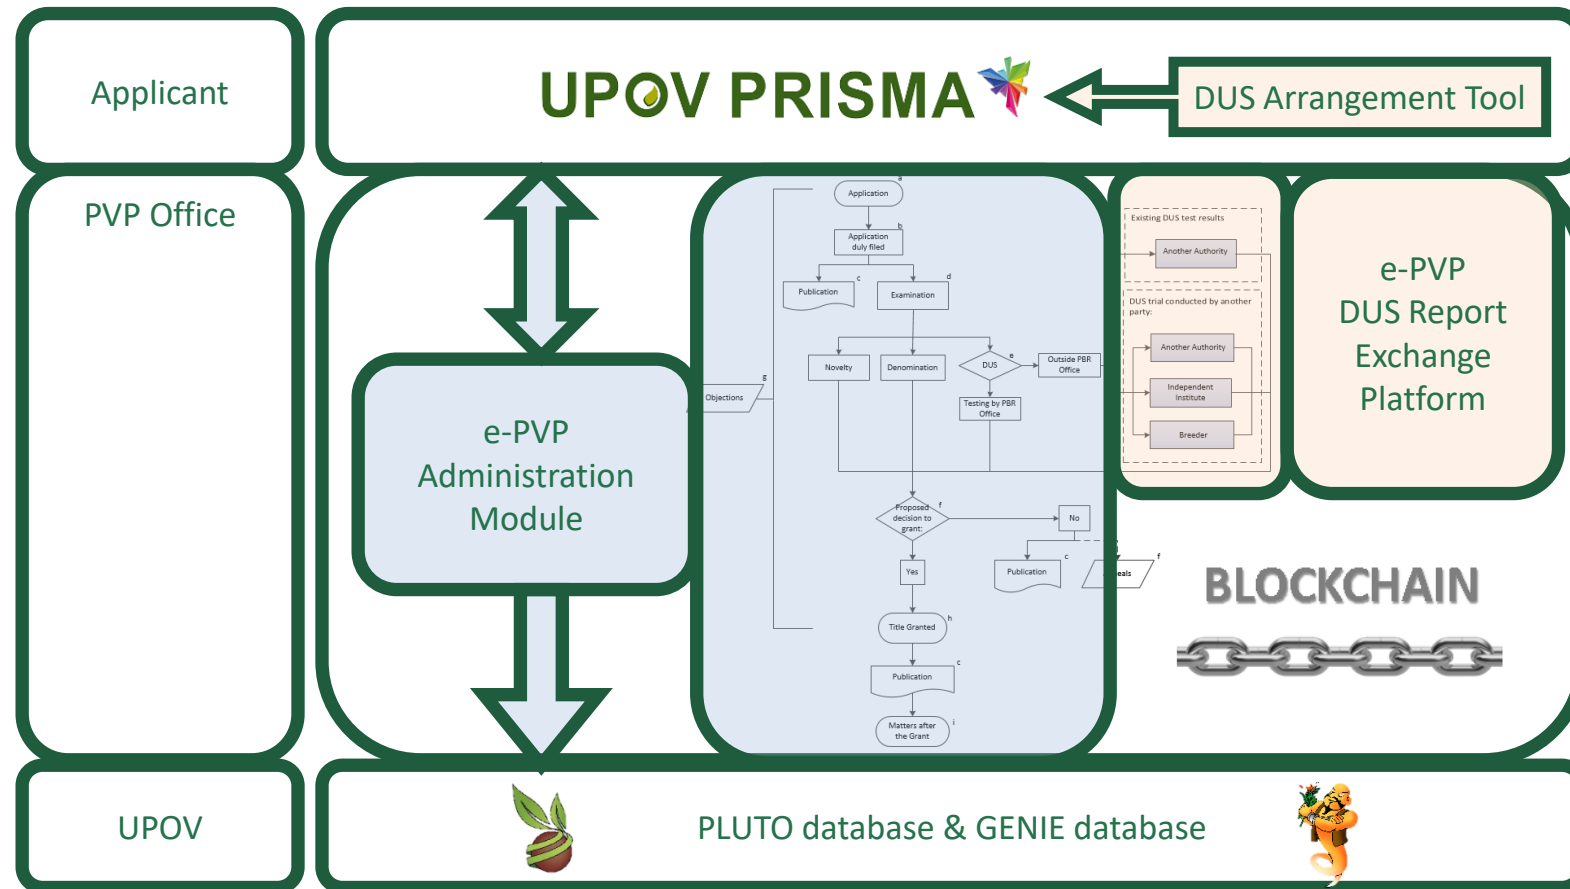 Applicant
UPOV PRISMA
DUS Arrangement Tool
PVP Office
a
Application
b
Application
duly filed
c
Publication
d
Examination
Novelty
Denomination
e
DUS
Outside PBR
Office
Testing by PBR
Office
g
Objections
Existing DUS test results
Another Authority
DUS trial conducted by another
party:
Another Authority
Independent
Institute
Breeder
e-PVP
DUS Report
Exchange
Platform
e-PVP
Administration
Module
f
Proposed
decision to
grant:
No
Yes
c
Publication
f
h
Title Granted
c
Publication
i
Matters after
the Grant
BLOCKCHAIN
UPOV
PLUTO database & GENIE database